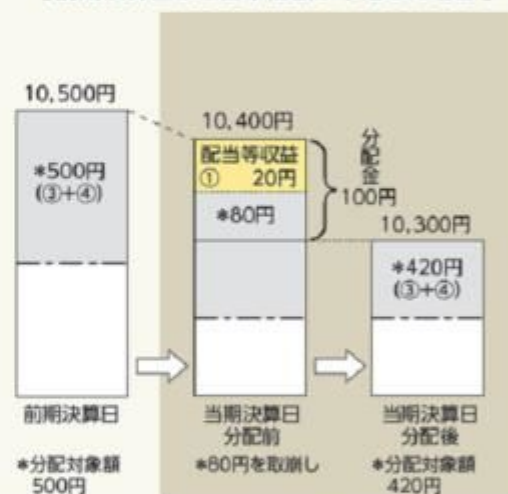 10,500円
*500円
(③+④)
前期決算日
*分配対象額
500円
10,400円
配当等収益
① 20円
*80円
分配金
100円
当期決算日
分配前
*80円を取崩し
10,300円
*420円
(③+④)
当期決算日
分配後
*分配対象額
420円